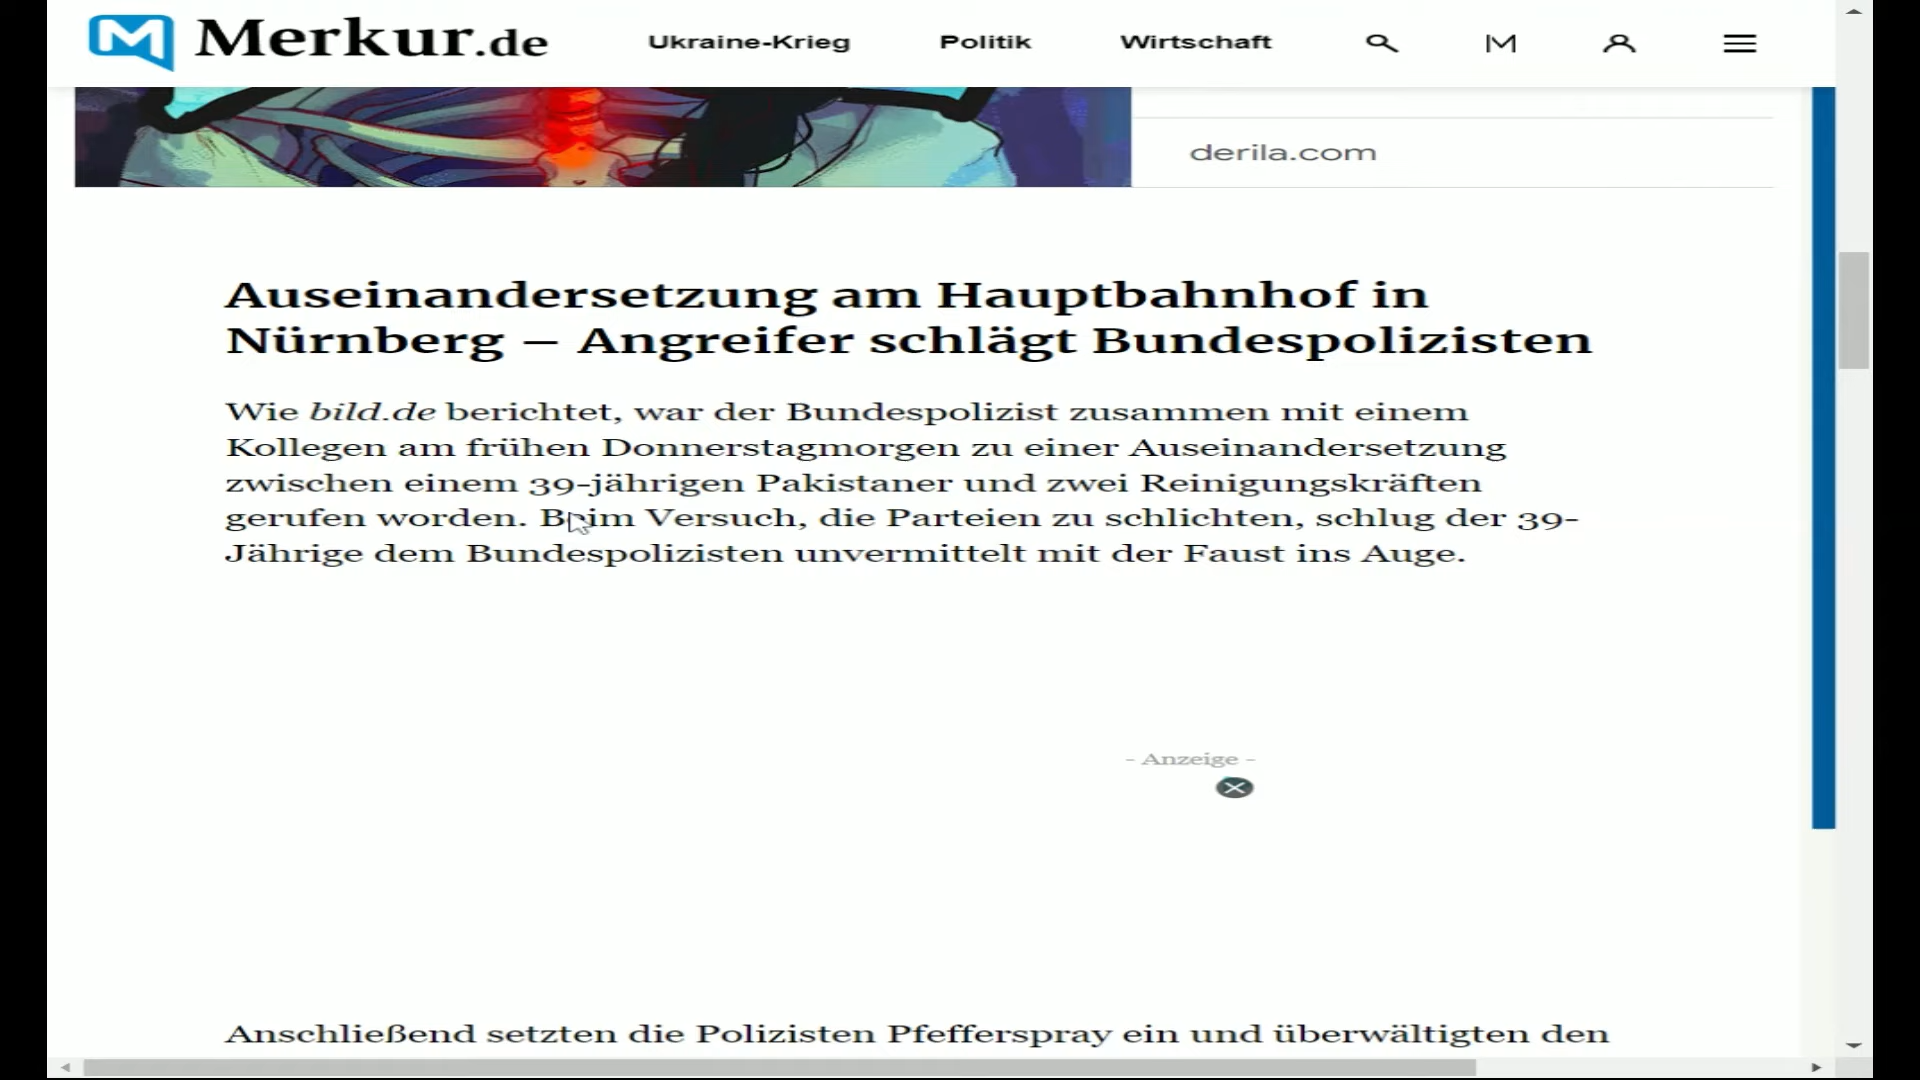 Merkur.de Ukraine-Krieg Politik Wirtschaft
derila.com
Auseinandersetzung am Hauptbahnhof in
Nürnberg – Angreifer schlägt Bundespolizisten
Wie bild.de berichtet, war der Bundespolizist zusammen mit einem
Kollegen am frühen Donnerstagmorgen zu einer Auseinandersetzung
zwischen einem 39-jährigen Pakistaner und zwei Reinigungskräften
gerufen worden. Beim Versuch, die Parteien zu schlichten, schlug der 39-
Jährige dem Bundespolizisten unvermittelt mit der Faust ins Auge.
- Anzeige -
Anschließend setzten die Polizisten Pfefferspray ein und überwältigten den